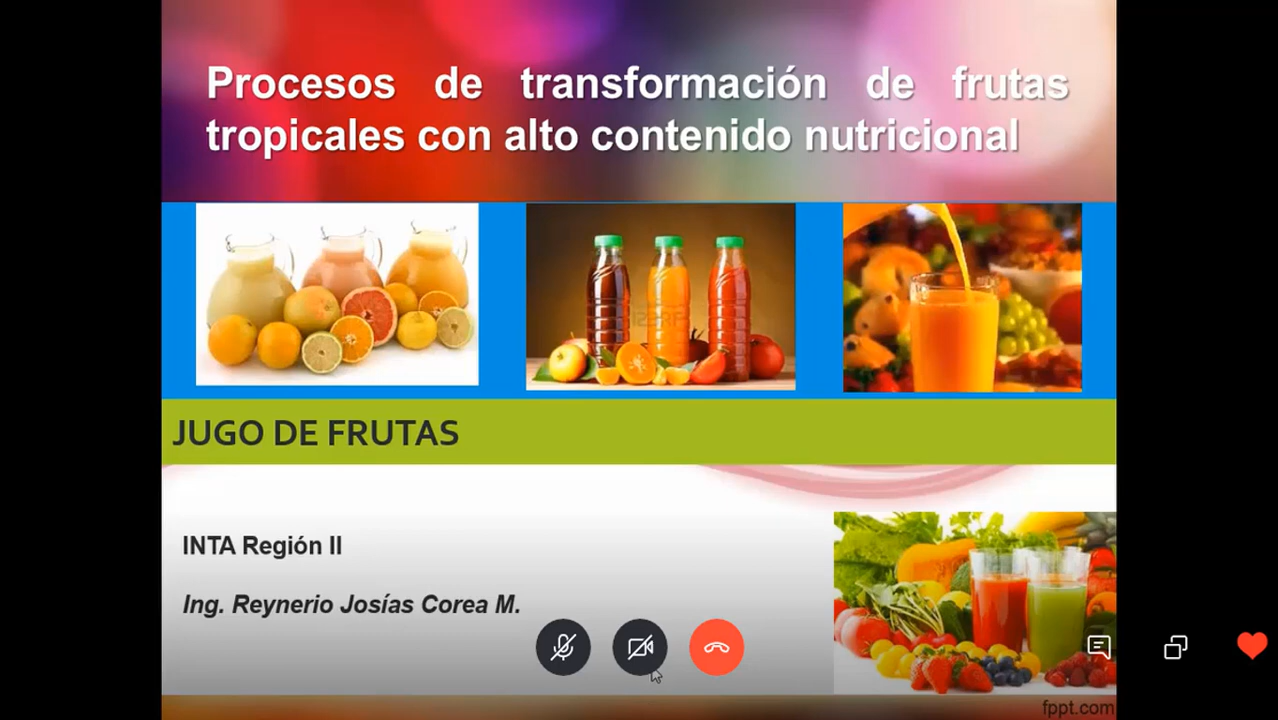 Procesos de transformación de frutas
tropicales con alto contenido nutricional
JUGO DE FRUTAS
INTA Región II
Ing. Reynerio Josías Corea M.
fppt.com